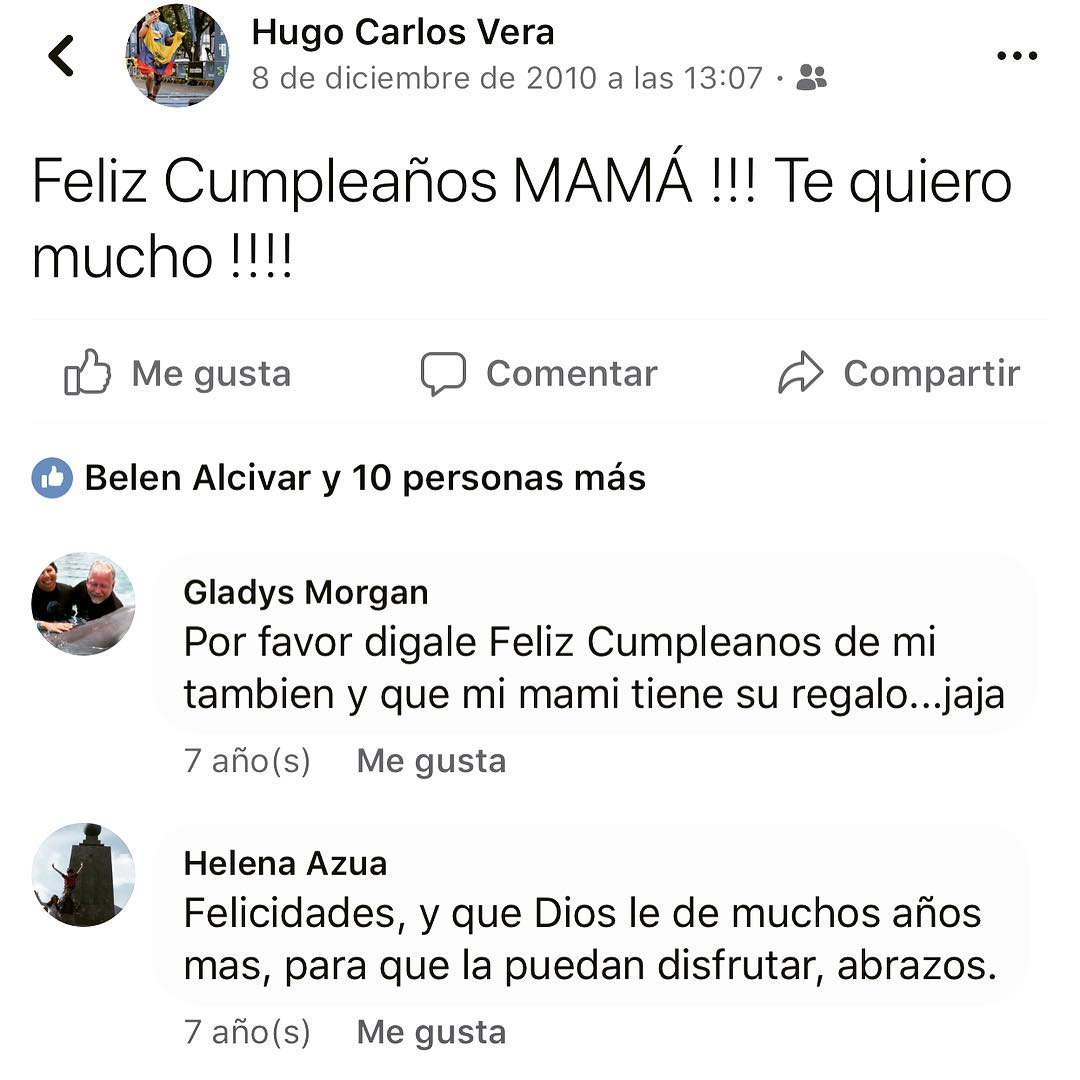 Hugo Carlos Vera
8 de diciembre de 2010 a las 13:07 ·
Feliz Cumpleaños MAMÁ !!! Te quiero
mucho !!!!
Me gusta
Comentar
Compartir
Belen Alcivar y 10 personas más
Gladys Morgan
Por favor digale Feliz Cumpleanos de mi
tambien y que mi mami tiene su regalo...jaja
7 año(s) Me gusta
Helena Azua
Felicidades, y que Dios le de muchos años
mas, para que la puedan disfrutar, abrazos.
7 año(s) Me gusta